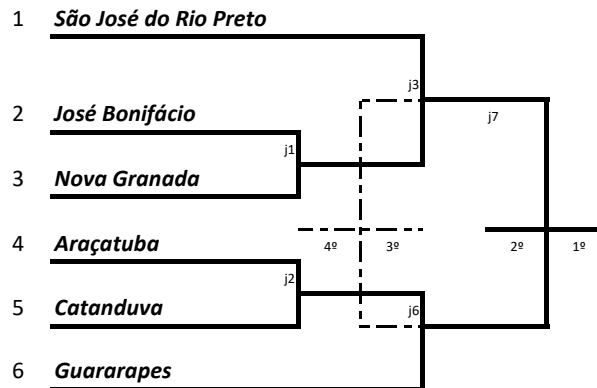 1 São José do Rio Preto
j3
2 José Bonifácio
j7
j1
3 Nova Granada
4 Araçatuba
4º 3º 2º 1º
j2
5 Catanduva
j6
6 Guararapes